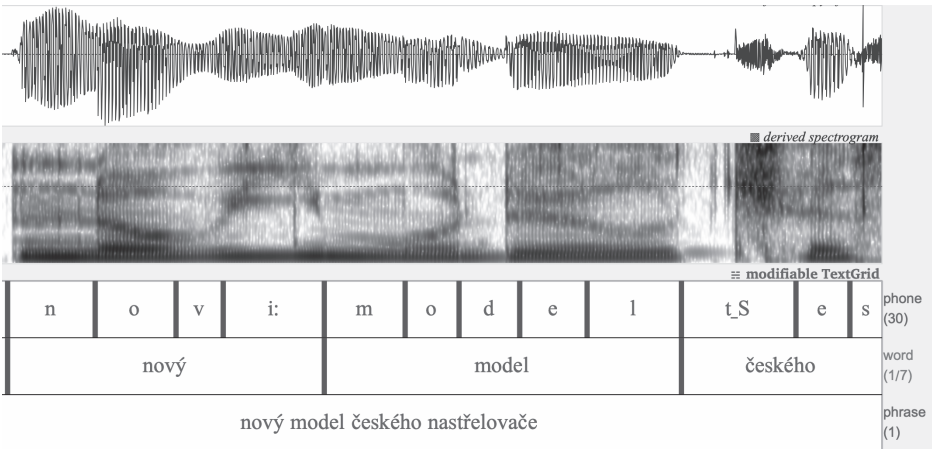 derived spectrogram
modifiable TextGrid
n o v i: m o d e l t_S e s
phone
(30)
nový model českého
word
(1/7)
nový model českého nastřelovače
phrase
(1)